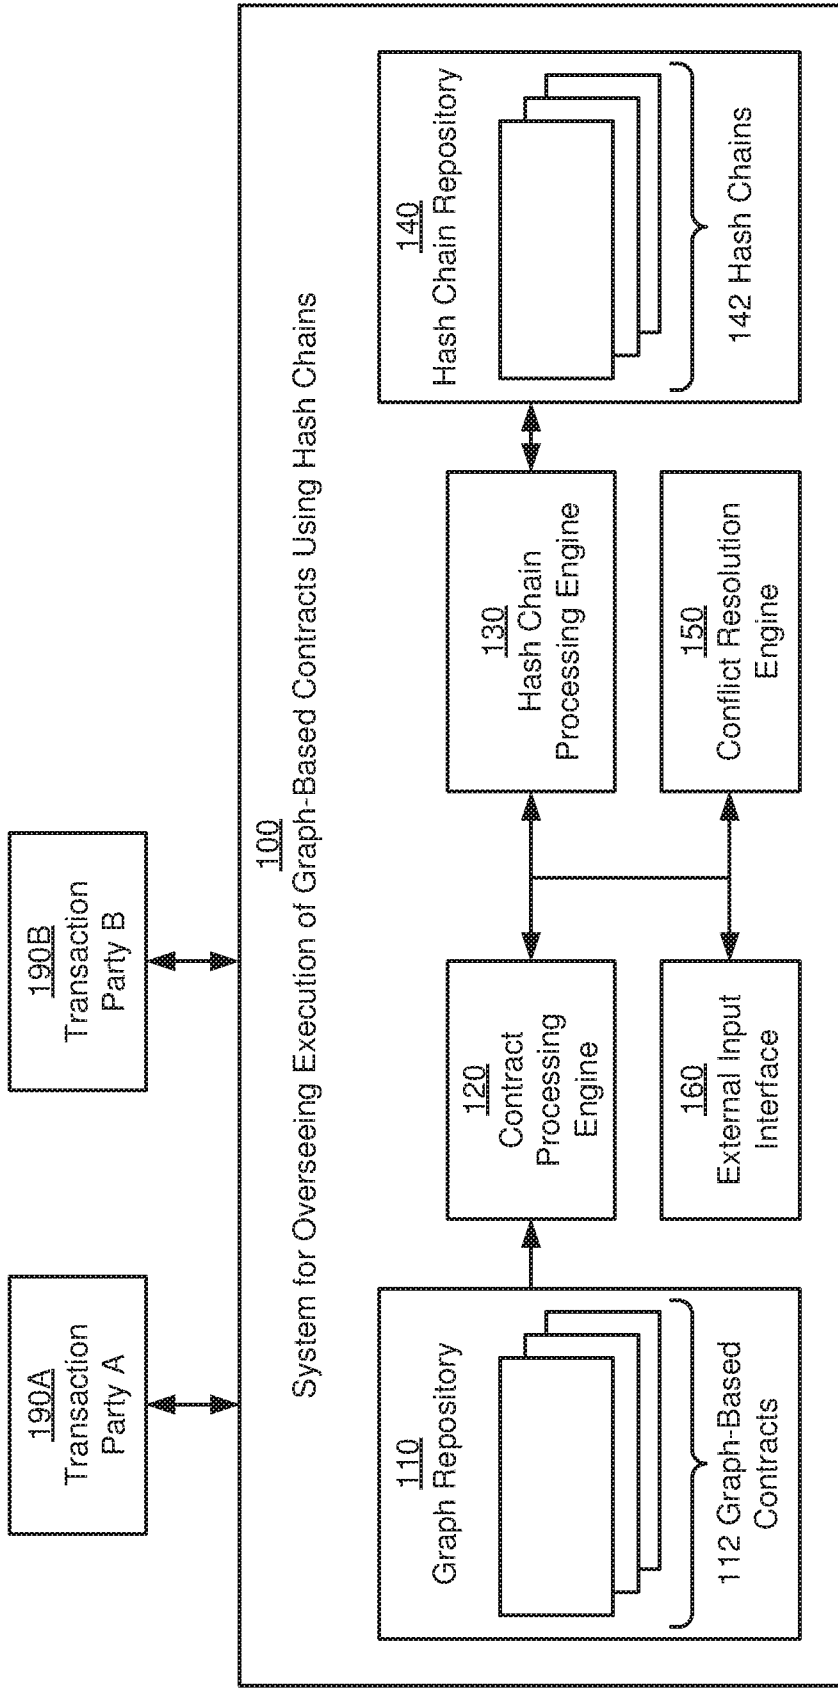 190A
Transaction
Party A
190B
Transaction
Party B
100
System for Overseeing Execution of Graph-Based Contracts Using Hash Chains
110
Graph Repository
112 Graph-Based
Contracts
120
Contract
Processing
Engine
160
External Input
Interface
130
Hash Chain
Processing Engine
150
Conflict Resolution
Engine
140
Hash Chain Repository
142 Hash Chains